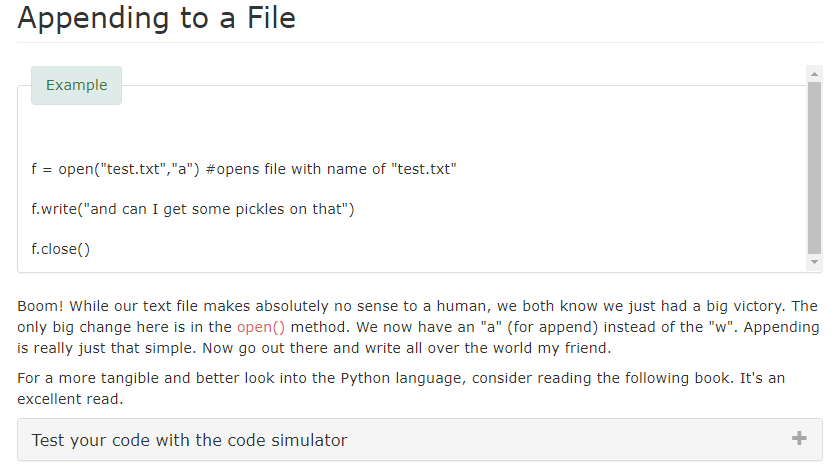 Appending to a File
Example
f = open("test.txt","a") #opens file with name of "test.txt"
f.write("and can I get some pickles on that")
f.close()
Boom! While our text file makes absolutely no sense to a human, we both know we just had a big victory. The
only big change here is in the open() method. We now have an "a" (for append) instead of the "w". Appending
is really just that simple. Now go out there and write all over the world my friend.
For a more tangible and better look into the Python language, consider reading the following book. It's an
excellent read.
Test your code with the code simulator